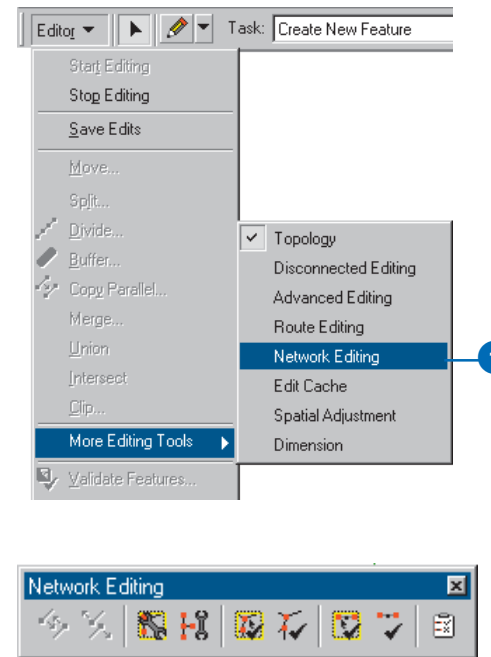 Editor Task: Create New Feature
Start Editing
Stop Editing
Save Edits
Move...
Split...
Divide...
Buffer...
Copy Parallel...
Merge...
Union
Intersect
Clip...
More Editing Tools
Validate Features...
Topology
Disconnected Editing
Advanced Editing
Route Editing
Network Editing
Edit Cache
Spatial Adjustment
Dimension
Network Editing